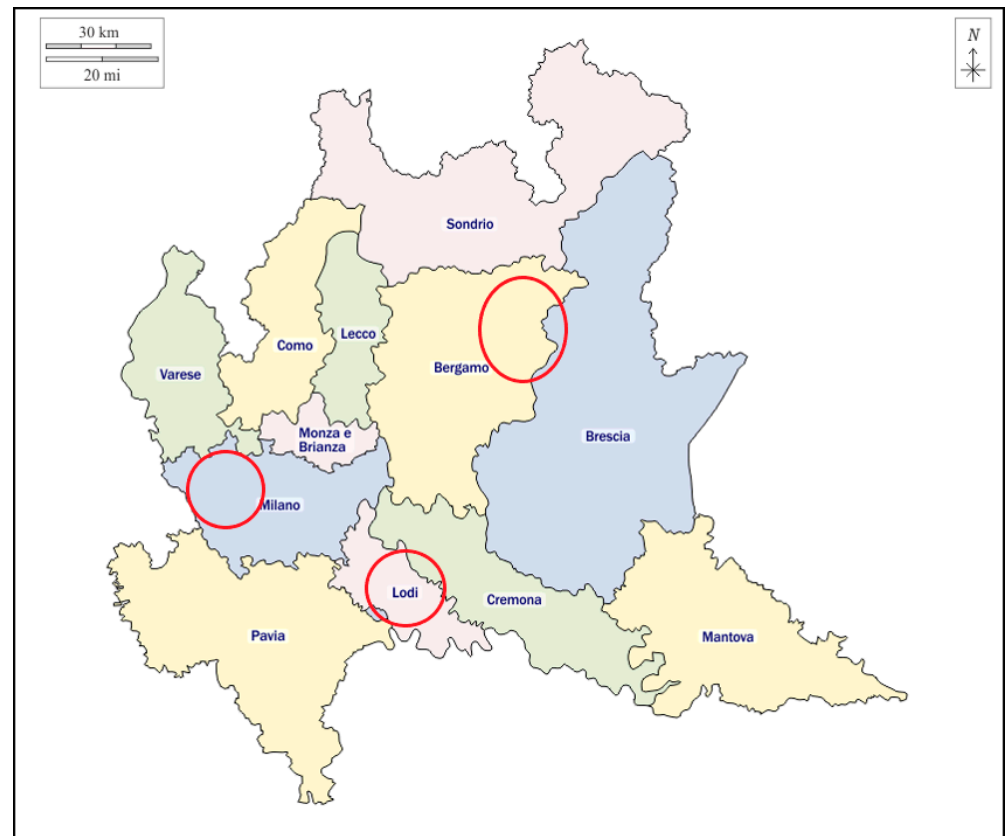 30 km
20 mi
N
Sondrio
Lecco
Como
Bergamo
Varese
Monza e
Brianza
Brescia
Milano
Lodi
Cremona
Pavia
Mantova